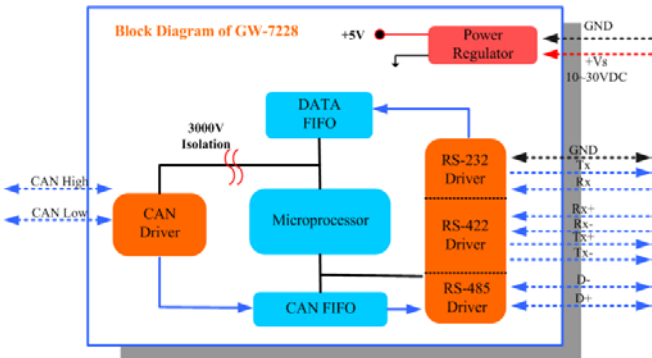 Block Diagram of GW-7228
+5V
Power
Regulator
GND
+Vs
10~30VDC
DATA
FIFO
3000V
Isolation
CAN High
CAN Low
CAN
Driver
Microprocessor
CAN FIFO
RS-232
Driver
RS-422
Driver
RS-485
Driver
GND
Tx
Rx
Rx+
Rx-
Tx+
Tx-
D-
D+